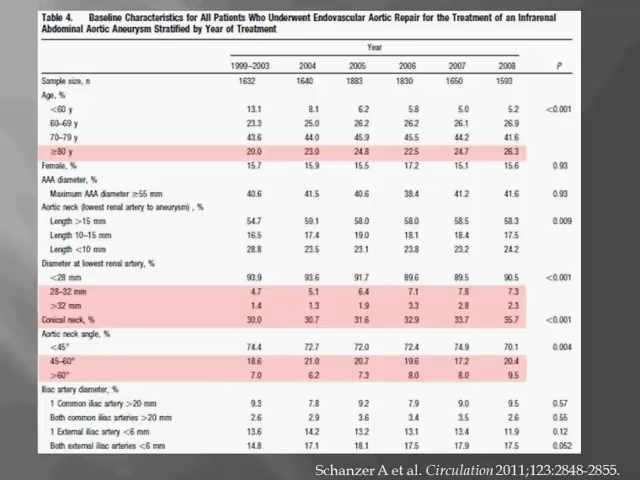 Table 4. Baseline Characteristics for All Patients Who Underwent Endovascular Aortic Repair for the Treatment of an Infrarenal
Abdominal Aortic Aneurysm Stratified by Year of Treatment
Year
1999–2003 2004 2005 2006 2007 2008 P
Sample size, n 1632 1640 1883 1830 1650 1593
Age, %
<60 y 13.1 8.1 6.2 5.8 5.0 5.2 <0.001
60–69 y 23.3 25.0 26.2 26.2 26.1 26.9
70–79 y 43.6 44.0 45.9 45.5 44.2 41.6
≥80 y 20.0 23.0 24.8 22.5 24.7 26.3
Female, % 15.7 15.9 15.5 17.2 15.1 15.6 0.93
AAA diameter, %
Maximum AAA diameter ≥55 mm 40.6 41.5 40.6 38.4 41.2 41.6 0.93
Aortic neck (lowest renal artery to aneurysm) , %
Length >15 mm 54.7 59.1 58.0 58.0 58.5 58.3 0.009
Length 10–15 mm 16.5 17.4 19.0 18.1 18.4 17.5
Length <10 mm 28.8 23.5 23.1 23.8 23.2 24.2
Diameter at lowest renal artery, %
<28 mm 93.9 93.6 91.7 89.6 89.5 90.5 <0.001
28–32 mm 4.7 5.1 6.4 7.1 7.8 7.3
>32 mm 1.4 1.3 1.9 3.3 2.8 2.3
Conical neck, % 30.0 30.7 31.6 32.9 33.7 35.7 <0.001
Aortic neck angle, %
<45° 74.4 72.7 72.0 72.4 74.9 70.1 0.004
45–60° 18.6 21.0 20.7 19.6 17.2 20.4
>60° 7.0 6.2 7.3 8.0 8.0 9.5
Iliac artery diameter, %
1 Common iliac artery >20 mm 9.3 7.8 9.2 7.9 9.0 9.5 0.57
Both common iliac arteries >20 mm 2.6 2.9 3.6 3.4 3.5 2.6 0.55
1 External iliac artery <6 mm 13.6 14.2 13.2 13.1 13.4 11.9 0.12
Both external iliac arteries <6 mm 14.8 17.1 18.1 17.5 17.9 17.5 0.052
Schanzer A et al. Circulation 2011;123:2848-2855.